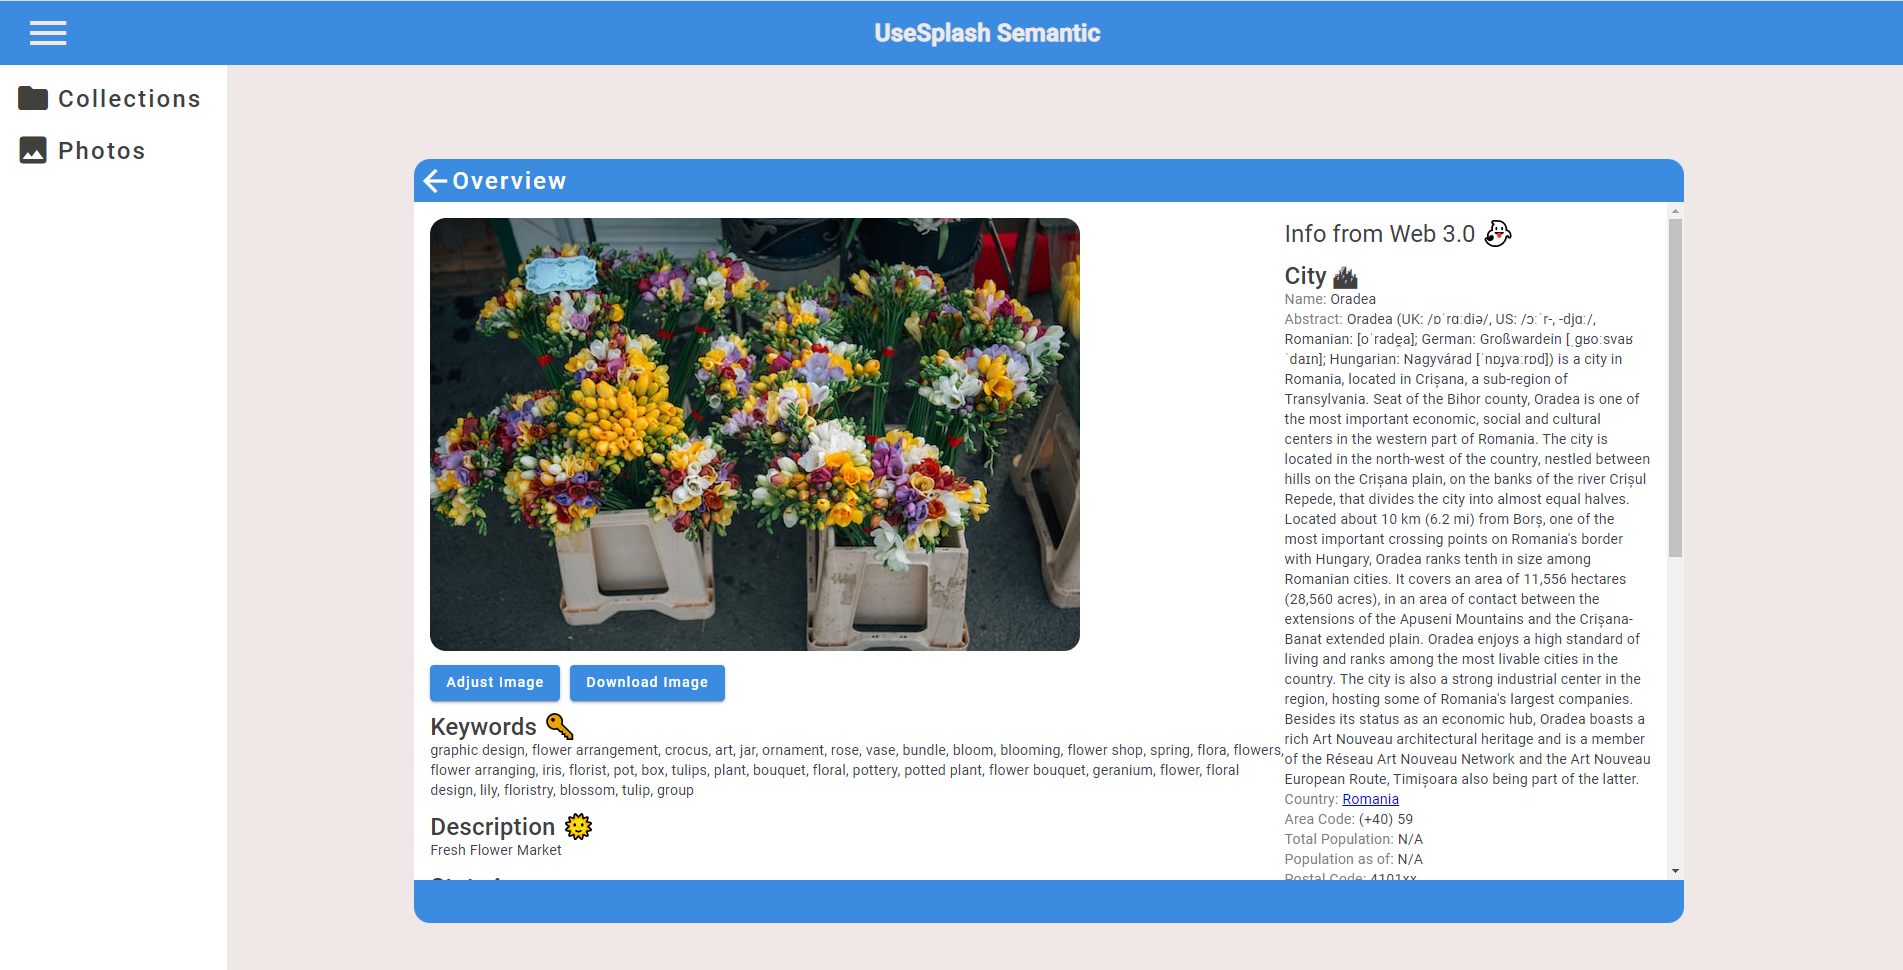 UseSplash Semantic
Collections
Photos
Overview
Adjust Image
Download Image
Keywords
graphic design, flower arrangement, crocus, art, jar, ornament, rose, vase, bundle, bloom, blooming, flower shop, spring, flora, flowers,
flower arranging, iris, florist, pot, box, tulips, plant, bouquet, floral, pottery, potted plant, flower bouquet, geranium, flower, floral
design, lily, floristry, blossom, tulip, group
Description
Fresh Flower Market
Info from Web 3.0
City
Name: Oradea
Abstract: Oradea (UK: /ɒˈrɑːdiə/, US: /ɔːˈr-, -djɑː/,
Romanian: [oˈrade̯a]; German: Großwardein [ˌɡʁoːsvaʁ
ˈdaɪn]; Hungarian: Nagyvárad [ˈnɒɟvaːrɒd]) is a city in
Romania, located in Crișana, a sub-region of
Transylvania. Seat of the Bihor county, Oradea is one of
the most important economic, social and cultural
centers in the western part of Romania. The city is
located in the north-west of the country, nestled between
hills on the Crișana plain, on the banks of the river Crișul
Repede, that divides the city into almost equal halves.
Located about 10 km (6.2 mi) from Borș, one of the
most important crossing points on Romania's border
with Hungary, Oradea ranks tenth in size among
Romanian cities. It covers an area of 11,556 hectares
(28,560 acres), in an area of contact between the
extensions of the Apuseni Mountains and the Crișana-
Banat extended plain. Oradea enjoys a high standard of
living and ranks among the most livable cities in the
country. The city is also a strong industrial center in the
region, hosting some of Romania's largest companies.
Besides its status as an economic hub, Oradea boasts a
rich Art Nouveau architectural heritage and is a member
of the Réseau Art Nouveau Network and the Art Nouveau
European Route, Timișoara also being part of the latter.
Country: Romania
Area Code: (+40) 59
Total Population: N/A
Population as of: N/A
Postal Code: 4101xx